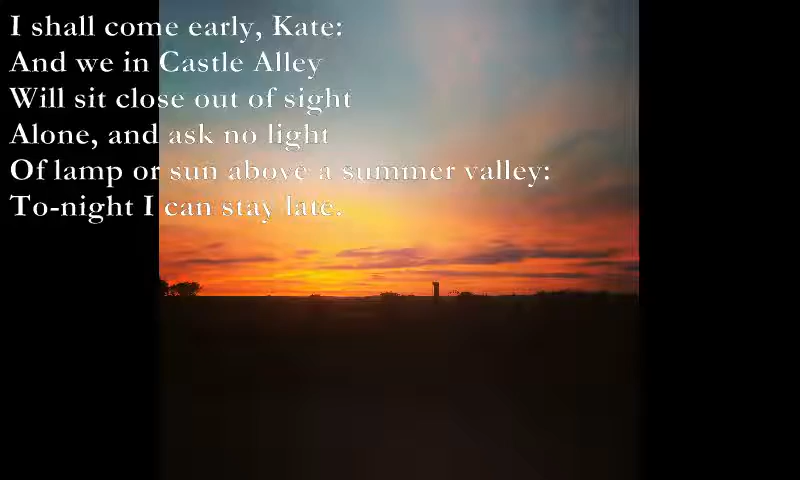 I shall come early, Kate:
And we in Castle Alley
Will sit close out of sight
Alone, and ask no light
Of lamp or sun above a summer valley:
To-night I can stay late.